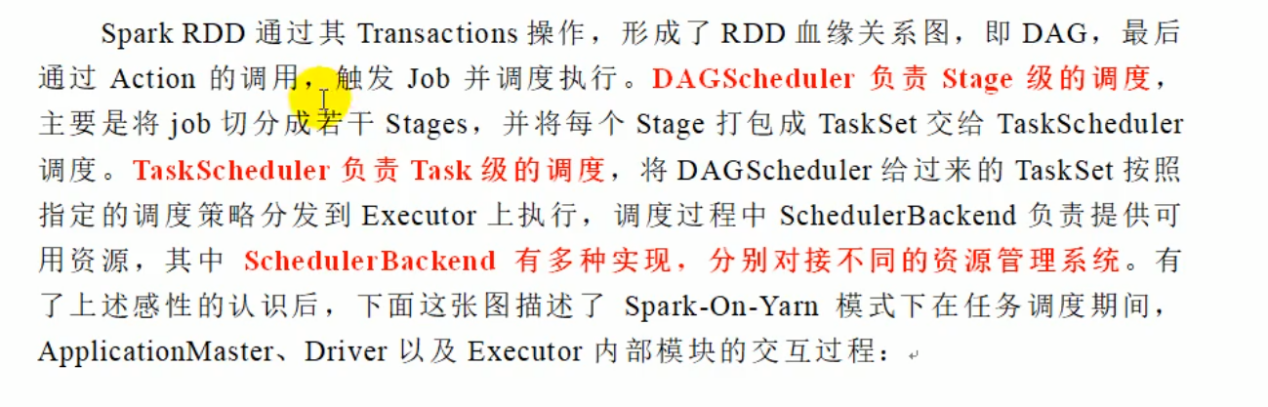 Spark RDD 通过其 Transactions 操作，形成了 RDD 血缘关系图，即 DAG，最后
通过 Action 的调用，触发 Job 并调度执行。DAGScheduler 负责 Stage 级的调度，
主要是将 job 切分成若干 Stages，并将每个 Stage 打包成 TaskSet 交给 TaskScheduler
调度。TaskScheduler 负责 Task 级的调度，将 DAGScheduler 给过来的 TaskSet 按照
指定的调度策略分发到 Executor 上执行，调度过程中 SchedulerBackend 负责提供可
用资源，其中 SchedulerBackend 有多种实现，分别对接不同的资源管理系统。有
了上述感性的认识后，下面这张图描述了 Spark-On-Yarn 模式下在任务调度期间，
ApplicationMaster、Driver 以及 Executor 内部模块的交互过程：